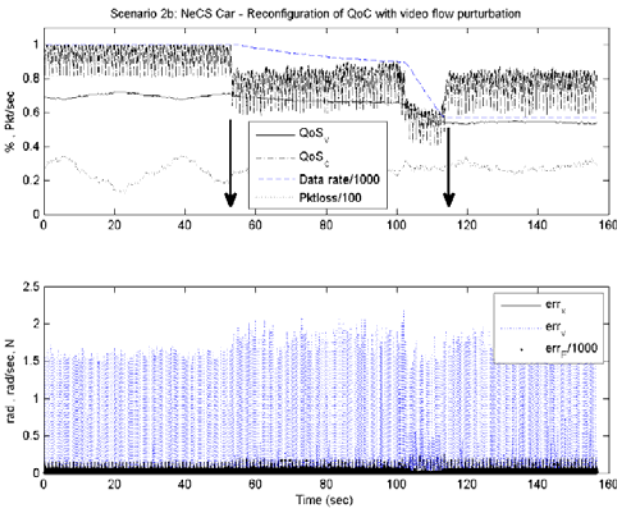 Scenario 2b: NeCS Car - Reconfiguration of QoC with video flow purturbation
% , Pkt/sec
1
0.8
0.6
0.4
0.2
0
QoS_v
QoS_c
Data rate/1000
Pktloss/100
0 20 40 60 80 100 120 140 160
rad , rad/sec, N
2.5
2
1.5
1
0.5
0
err_x
err_v
err_F/1000
0 20 40 60 80 100 120 140 160
Time (sec)